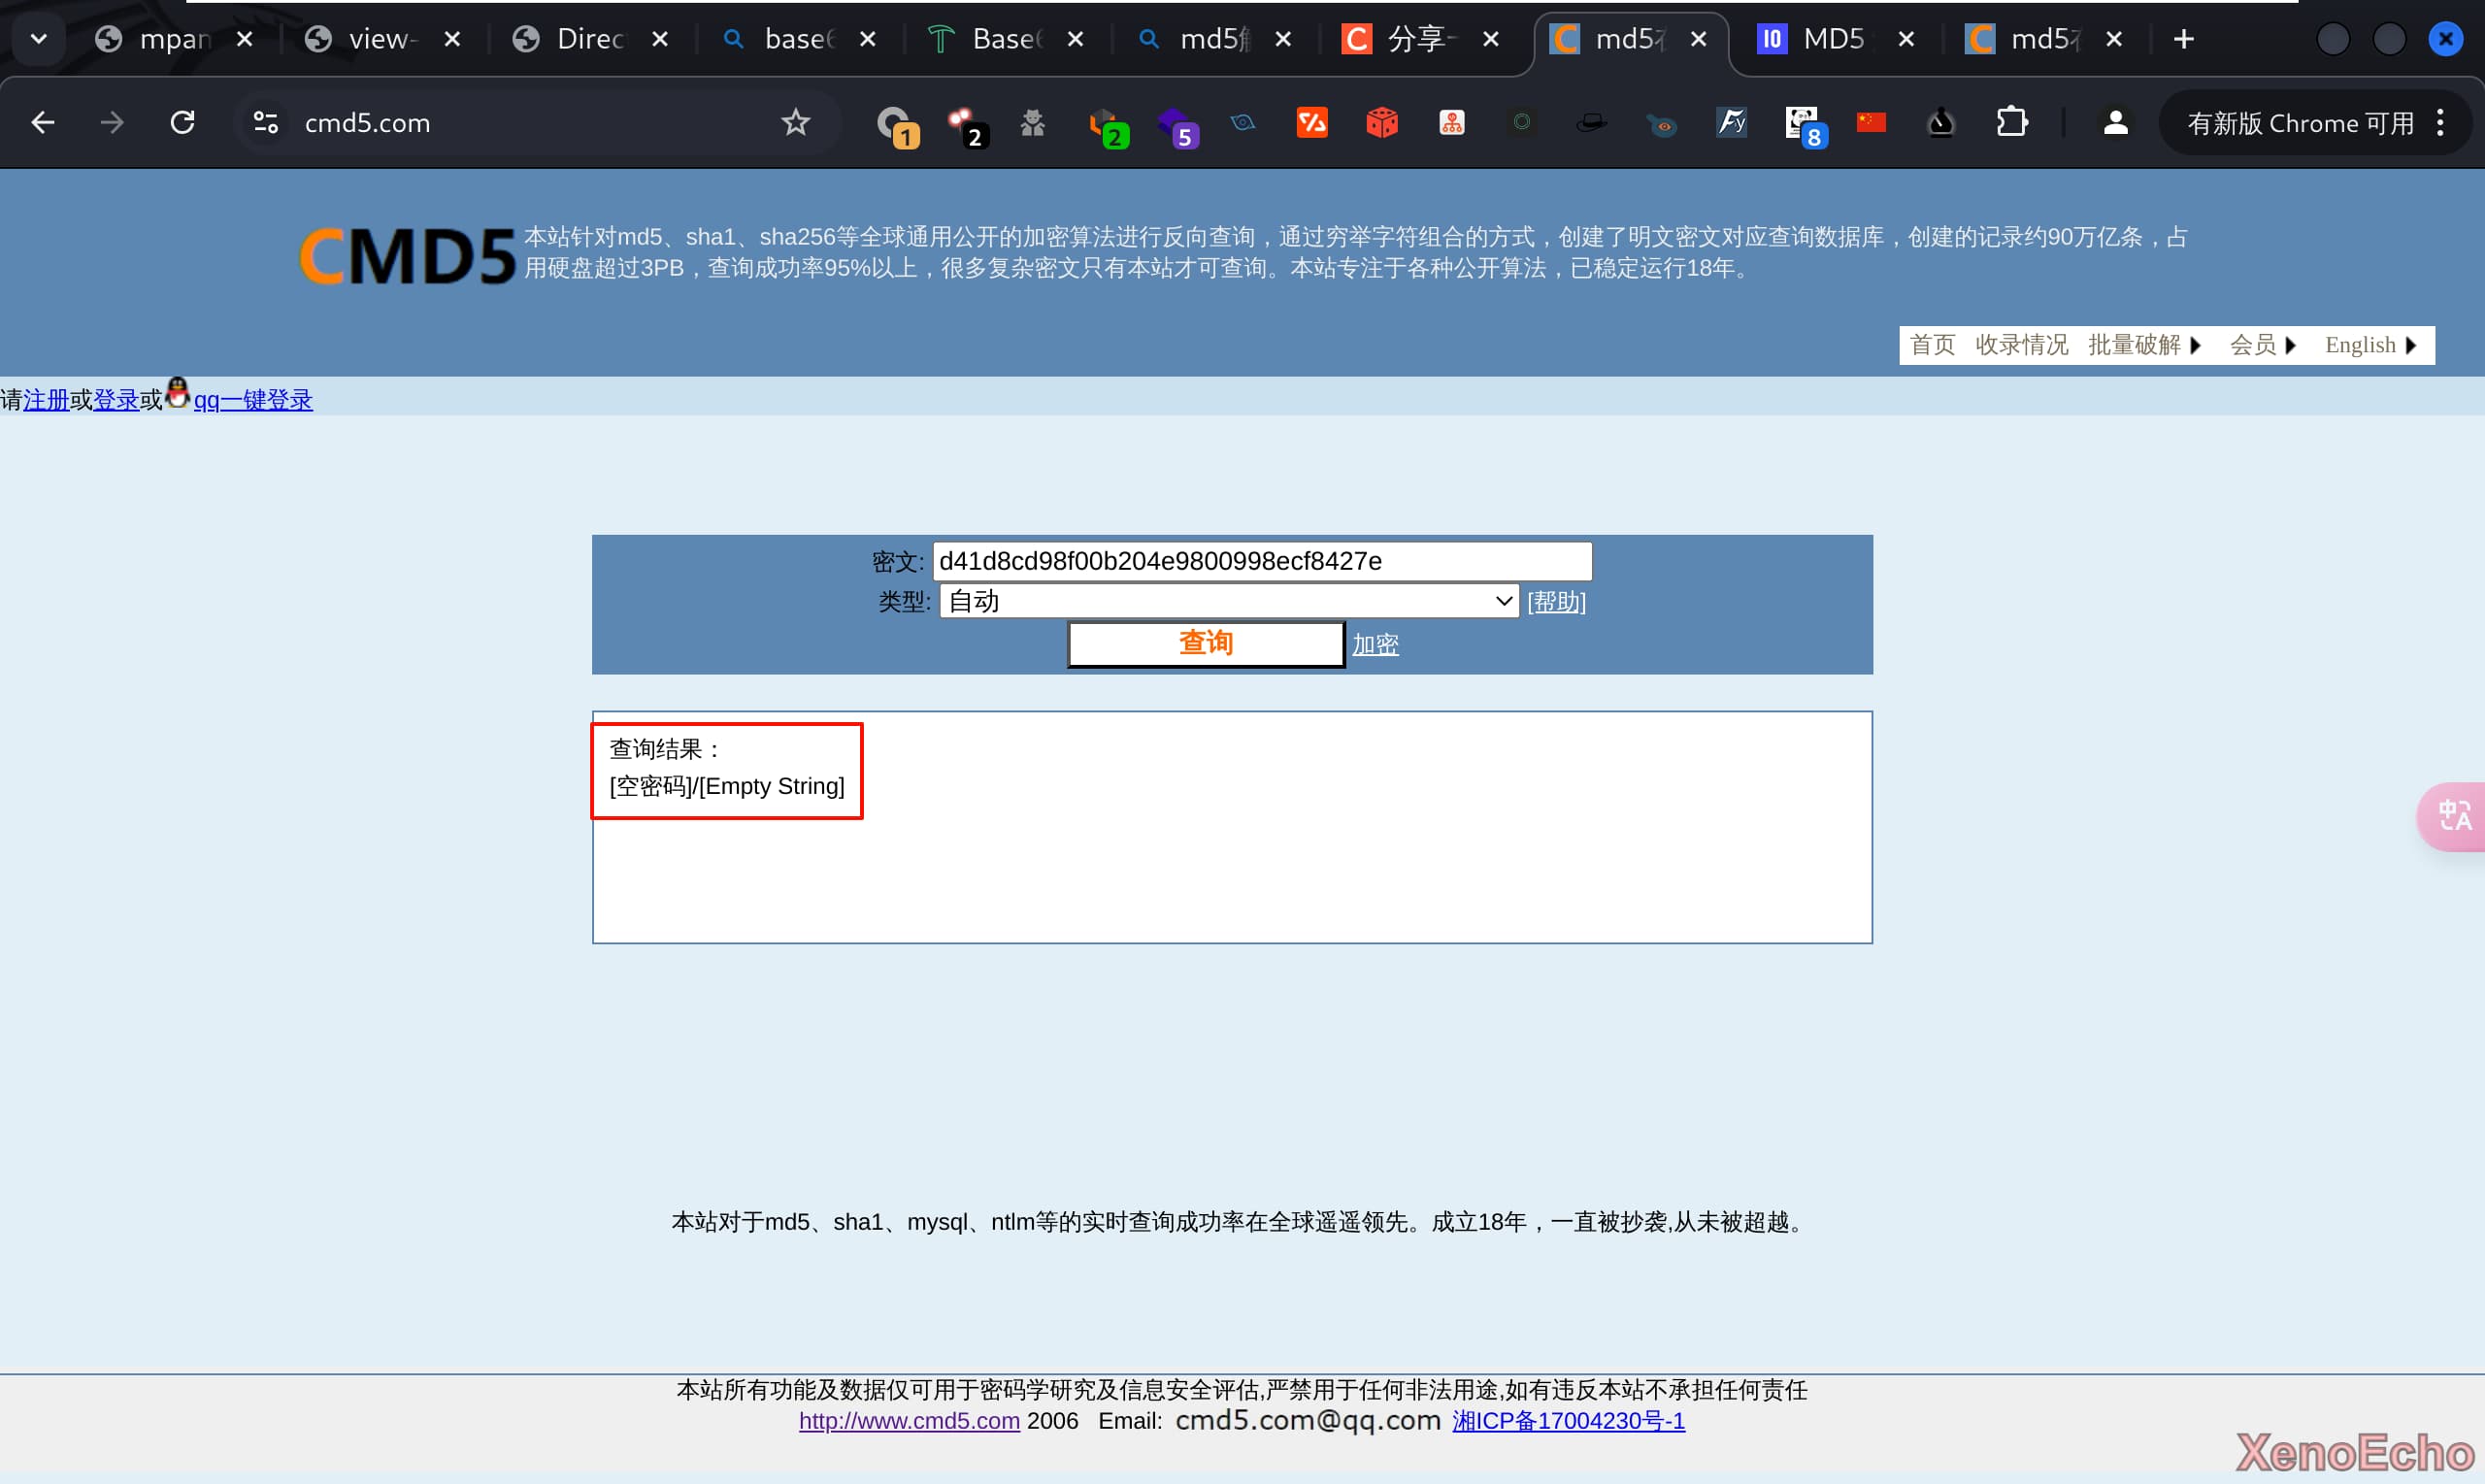 mpan
view-
Direc
base6
Base6
md5解
分享一
md5在
MD5
md5在
cmd5.com
1
2
2
5
8
有新版 Chrome 可用
CMD5
本站针对md5、sha1、sha256等全球通用公开的加密算法进行反向查询，通过穷举字符组合的方式，创建了明文密文对应查询数据库，创建的记录约90万亿条，占
用硬盘超过3PB，查询成功率95%以上，很多复杂密文只有本站才可查询。本站专注于各种公开算法，已稳定运行18年。
首页 收录情况 批量破解 会员 English
请注册或登录或qq一键登录
密文: d41d8cd98f00b204e9800998ecf8427e
类型: 自动 [帮助]
查询 加密
查询结果：
[空密码]/[Empty String]
本站对于md5、sha1、mysql、ntlm等的实时查询成功率在全球遥遥领先。成立18年，一直被抄袭,从未被超越。
本站所有功能及数据仅可用于密码学研究及信息安全评估,严禁用于任何非法用途,如有违反本站不承担任何责任
http://www.cmd5.com 2006 Email: cmd5.com@qq.com 湘ICP备17004230号-1
XenoEcho